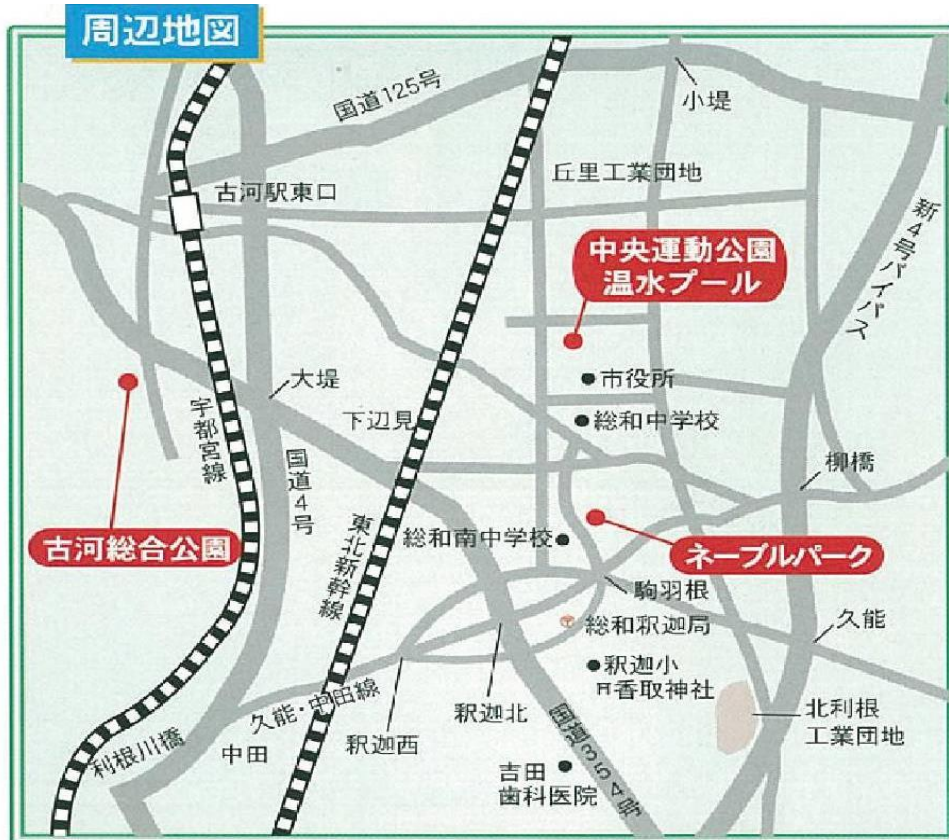 周辺地図
国道125号
小堤
古河駅東口
丘里工業団地
新4号バイパス
中央運動公園
温水プール
大堤
市役所
下辺見
総和中学校
宇都宮線
国道4号
柳橋
東北新幹線
総和南中学校
古河総合公園
ネーブルパーク
駒羽根
総和釈迦局
久能
釈迦小
香取神社
久能・中田線
釈迦北
釈迦西
国道354号
北利根
工業団地
利根川橋
中田
吉田
歯科医院